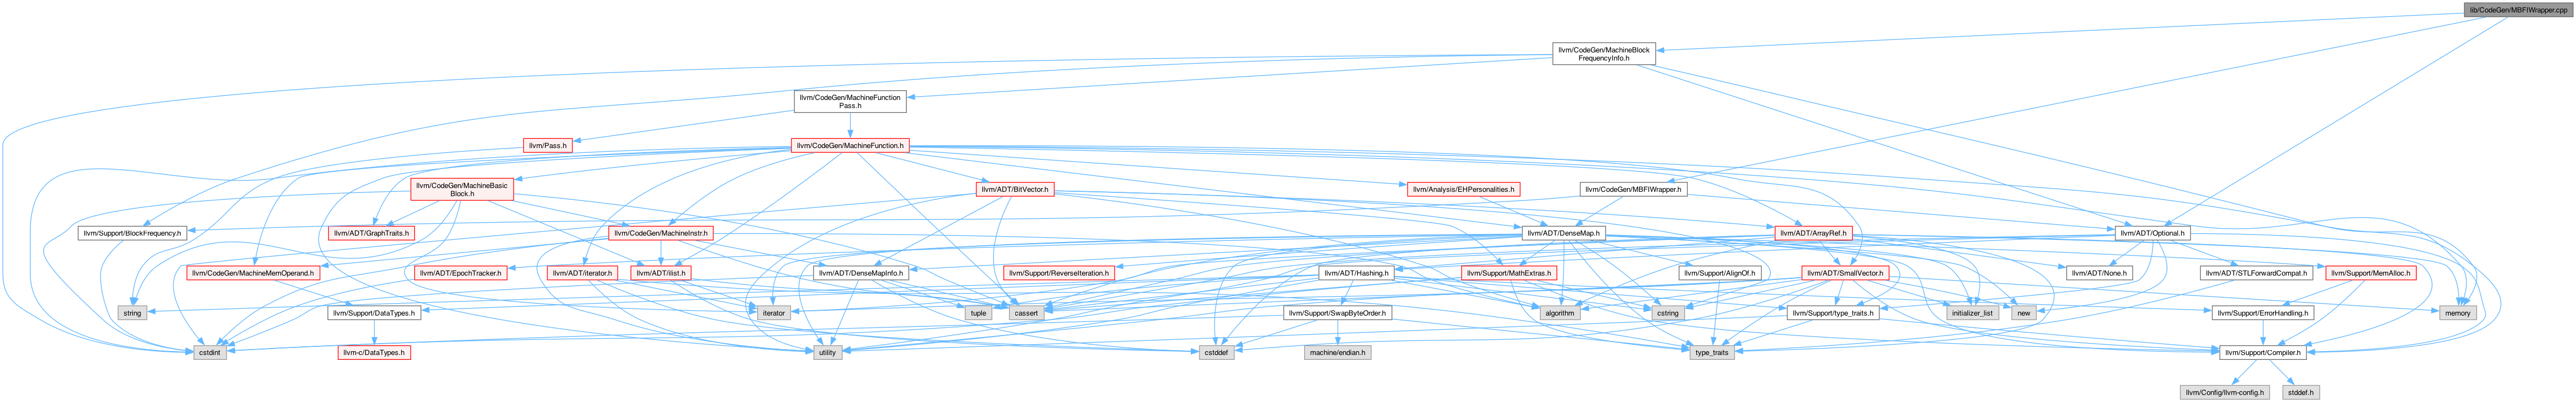 lib/CodeGen/MBFIWrapper.cpp
llvm/CodeGen/MachineBlock
FrequencyInfo.h
llvm/CodeGen/MachineFunction
Pass.h
llvm/Pass.h
llvm/CodeGen/MachineFunction.h
llvm/CodeGen/MachineBasic
Block.h
llvm/ADT/BitVector.h
llvm/Analysis/EHPersonalities.h
llvm/CodeGen/MBFIWrapper.h
llvm/Support/BlockFrequency.h
llvm/ADT/GraphTraits.h
llvm/CodeGen/MachineInstr.h
llvm/ADT/DenseMap.h
llvm/ADT/ArrayRef.h
llvm/ADT/Optional.h
llvm/CodeGen/MachineMemOperand.h
llvm/ADT/EpochTracker.h
llvm/ADT/iterator.h
llvm/ADT/ilist.h
llvm/ADT/DenseMapInfo.h
llvm/Support/ReverseIteration.h
llvm/ADT/Hashing.h
llvm/Support/MathExtras.h
llvm/Support/AlignOf.h
llvm/ADT/SmallVector.h
llvm/ADT/None.h
llvm/ADT/STLForwardCompat.h
llvm/Support/MemAlloc.h
string
llvm/Support/DataTypes.h
iterator
tuple
cassert
llvm/Support/SwapByteOrder.h
algorithm
cstring
llvm/Support/type_traits.h
initializer_list
new
llvm/Support/ErrorHandling.h
memory
cstdint
llvm-c/DataTypes.h
utility
cstddef
machine/endian.h
type_traits
llvm/Support/Compiler.h
llvm/Config/llvm-config.h
stddef.h